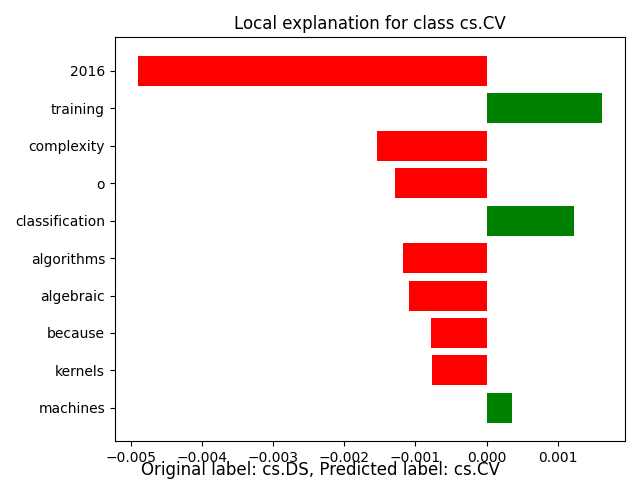 Local explanation for class cs.CV
2016
training
complexity
o
classification
algorithms
algebraic
because
kernels
machines
−0.005 −0.004 −0.003 −0.002 −0.001 0.000 0.001
Original label: cs.DS, Predicted label: cs.CV